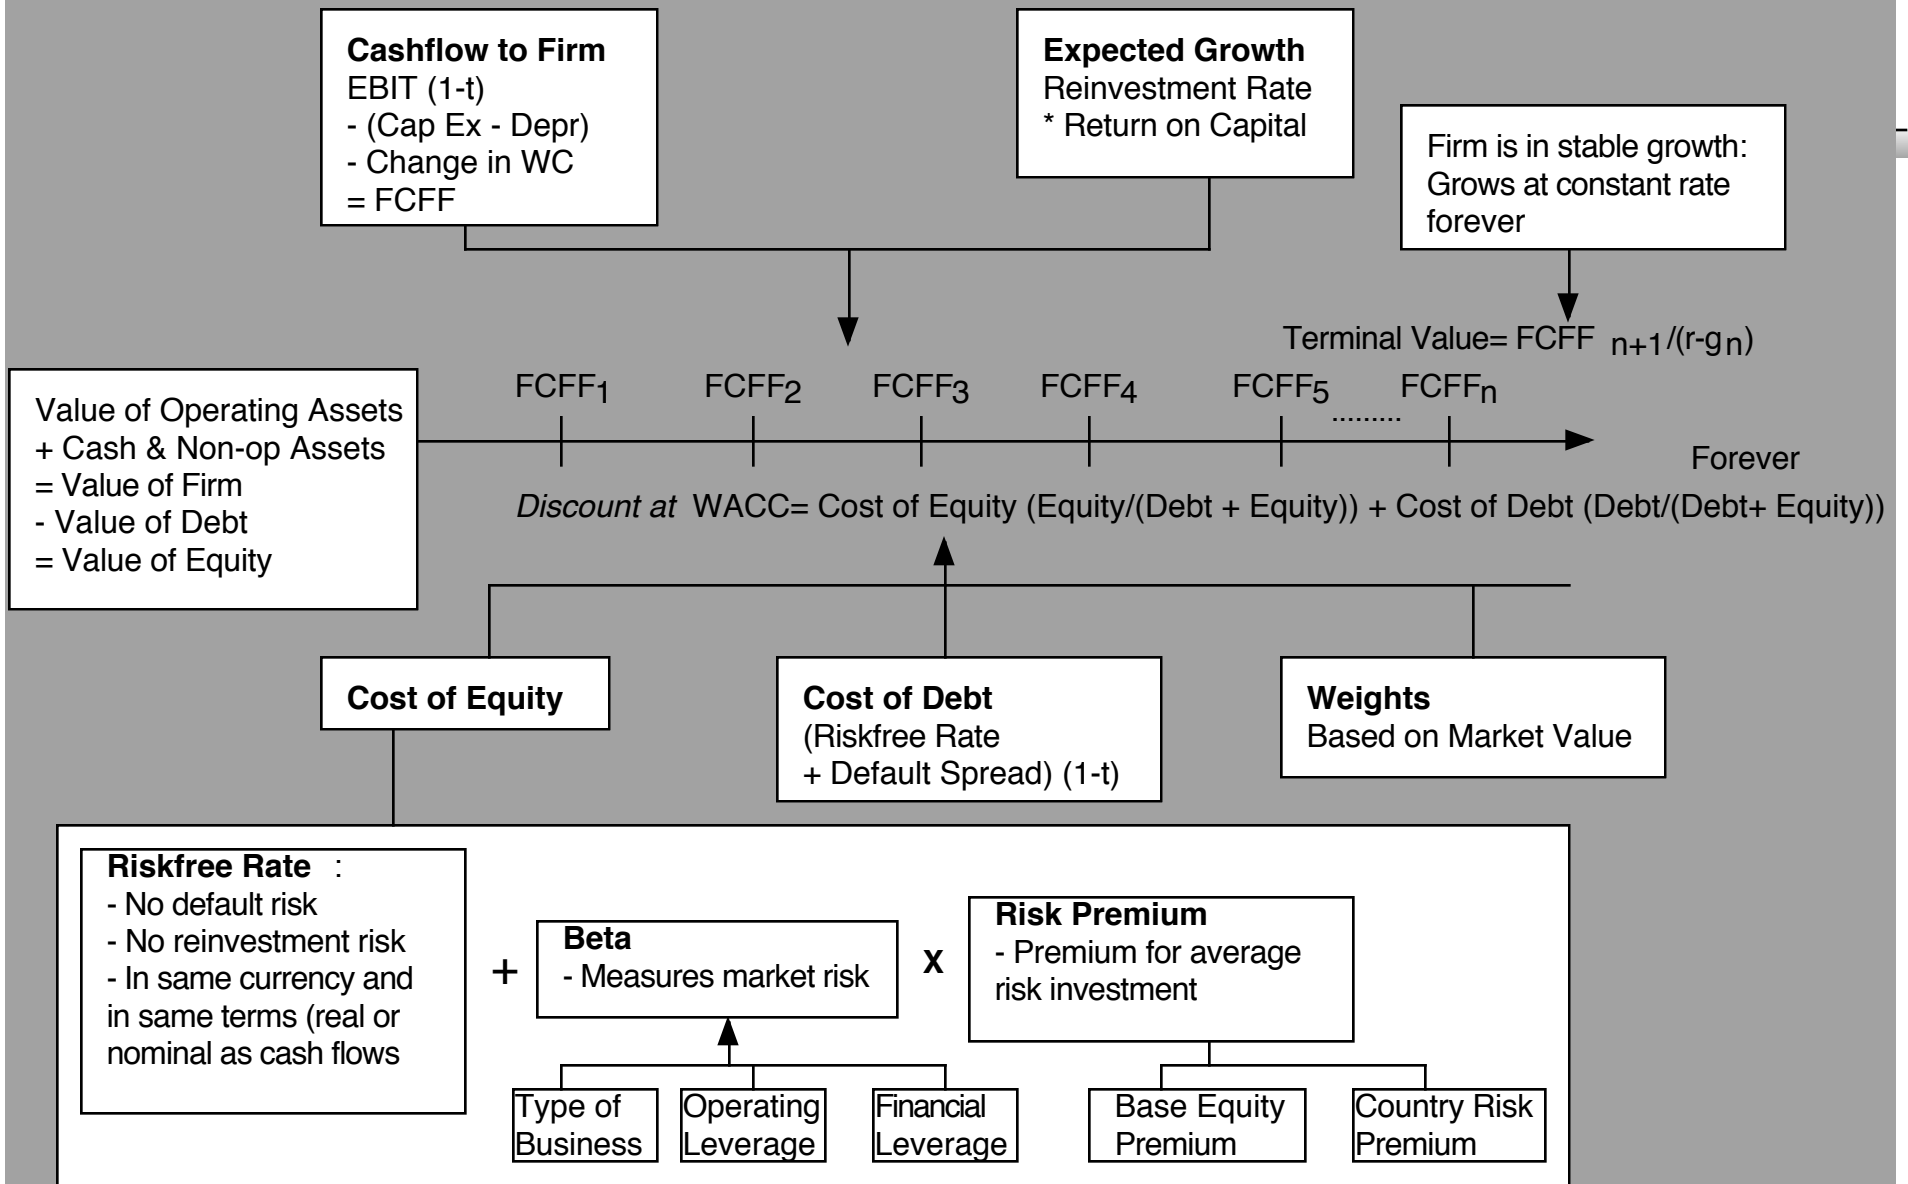 Cashflow to Firm
EBIT (1-t)
- (Cap Ex - Depr)
- Change in WC
= FCFF
Expected Growth
Reinvestment Rate
* Return on Capital
Firm is in stable growth:
Grows at constant rate
forever
Terminal Value= FCFF n+1/(r-gn)
FCFF1 FCFF2 FCFF3 FCFF4 FCFF5 ......... FCFFn
Forever
Value of Operating Assets
+ Cash & Non-op Assets
= Value of Firm
- Value of Debt
= Value of Equity
Discount at WACC= Cost of Equity (Equity/(Debt + Equity)) + Cost of Debt (Debt/(Debt+ Equity))
Cost of Equity
Cost of Debt
(Riskfree Rate
+ Default Spread) (1-t)
Weights
Based on Market Value
Riskfree Rate :
- No default risk
- No reinvestment risk
- In same currency and
in same terms (real or
nominal as cash flows
+
Beta
- Measures market risk
X
Risk Premium
- Premium for average
risk investment
Type of
Business
Operating
Leverage
Financial
Leverage
Base Equity
Premium
Country Risk
Premium